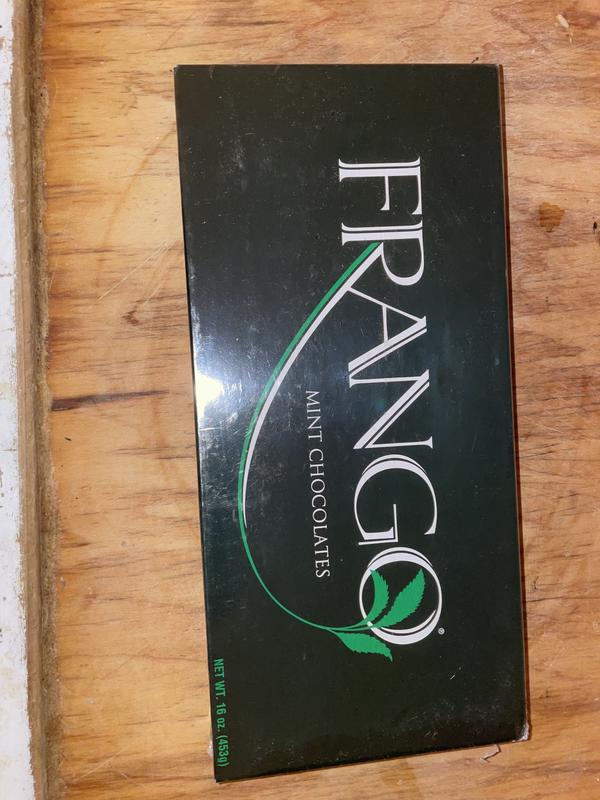 FRANGO®
MINT CHOCOLATES
NET WT. 16 oz. (453g)